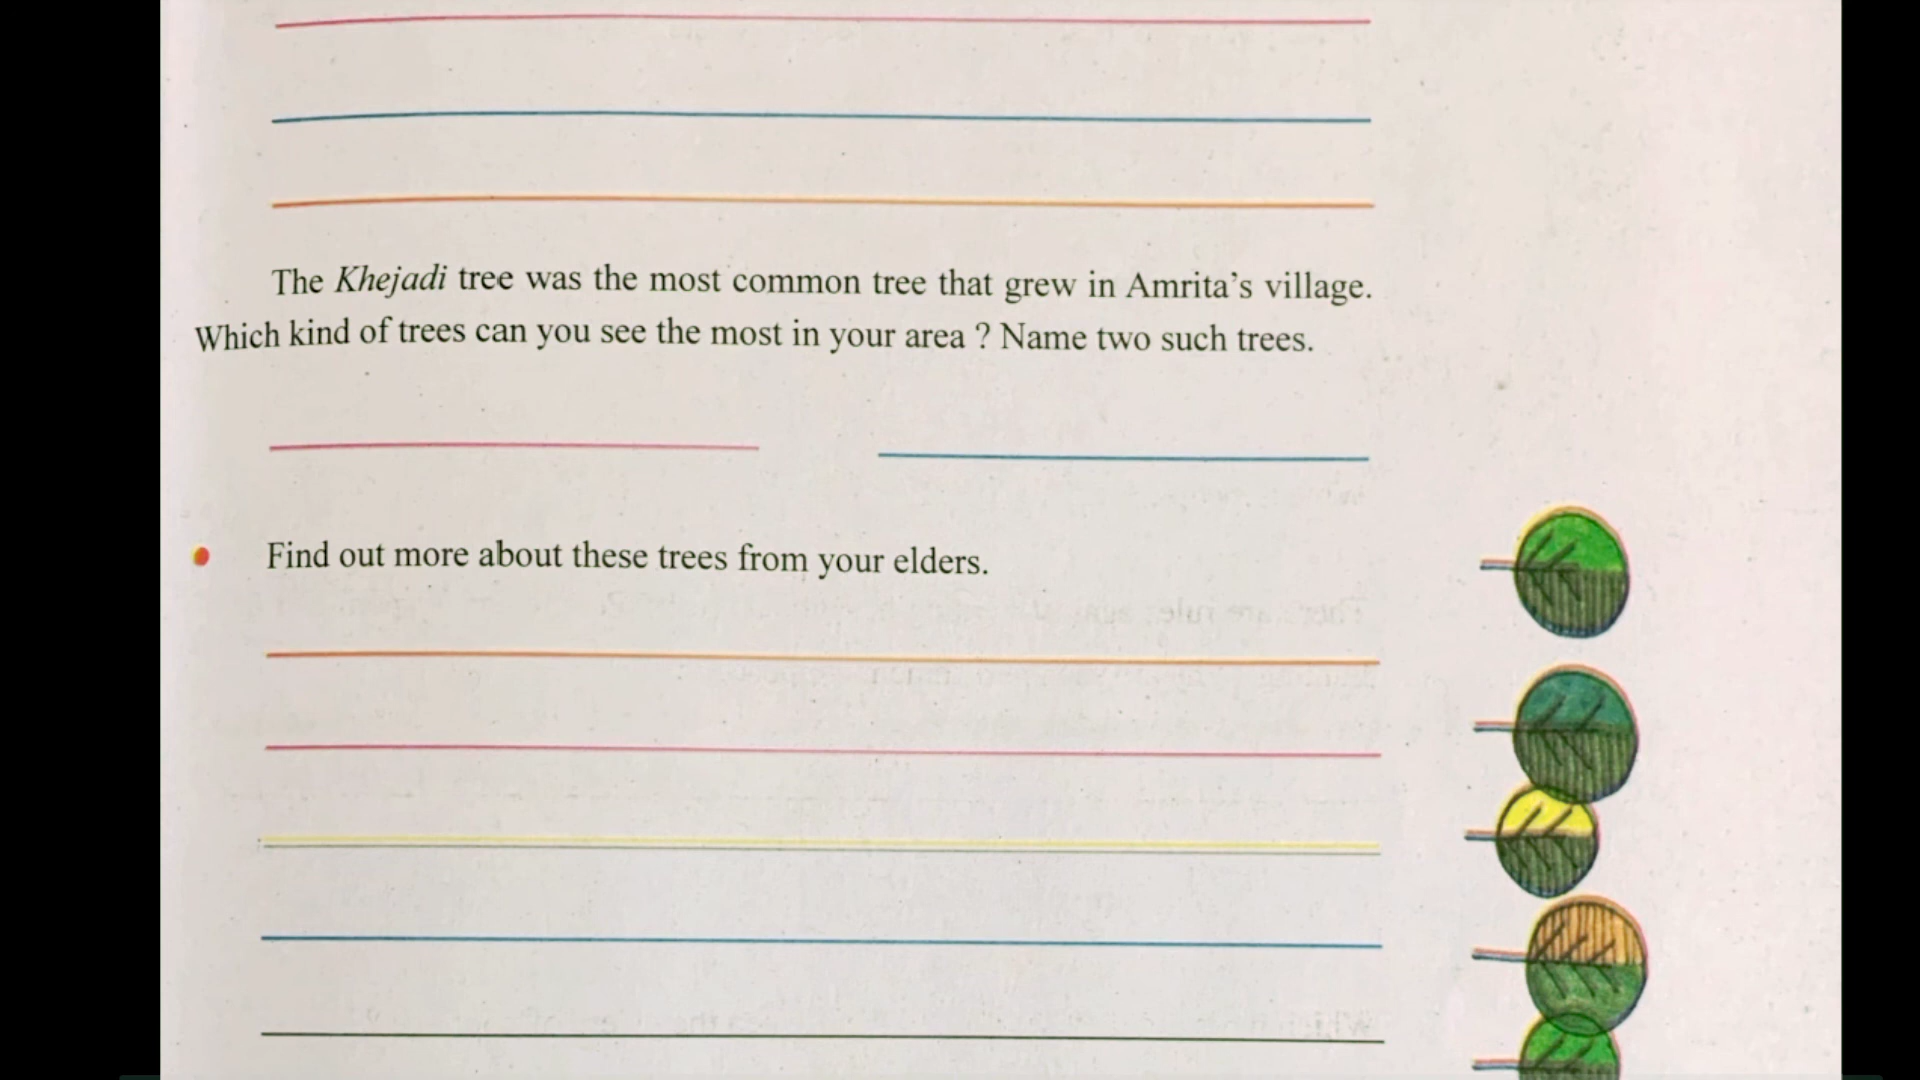 The Khejadi tree was the most common tree that grew in Amrita’s village.
Which kind of trees can you see the most in your area ? Name two such trees.
Find out more about these trees from your elders.